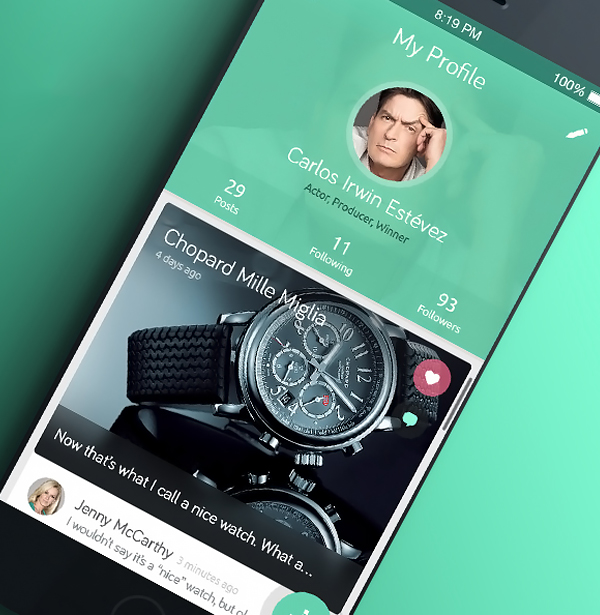 8:19 PM
100%
My Profile
Carlos Irwin Estévez
Actor, Producer, Winner
29
Posts
11
Following
93
Followers
Chopard Mille Miglia
4 days ago
CHOPARD
Now that's what I call a nice watch. What a...
Jenny McCarthy 3 minutes ago
I wouldn't say it's a "nice" watch, but